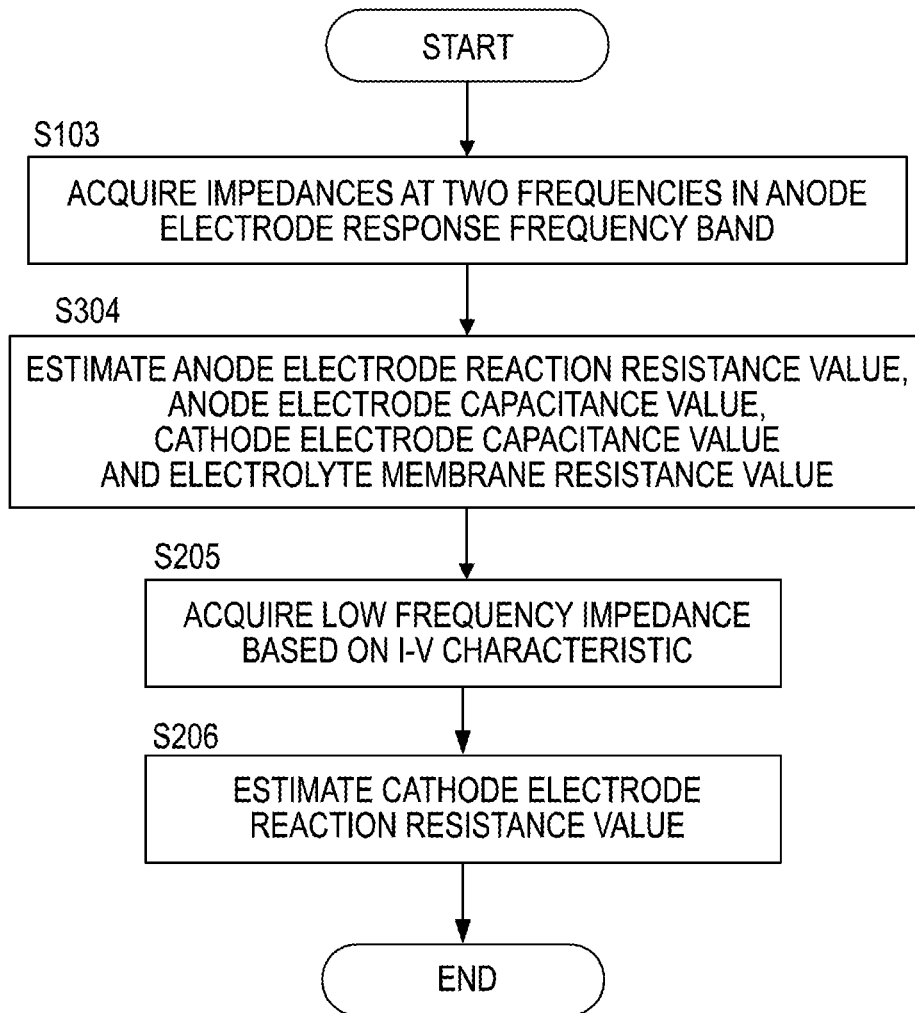 START
S103
ACQUIRE IMPEDANCES AT TWO FREQUENCIES IN ANODE
ELECTRODE RESPONSE FREQUENCY BAND
S304
ESTIMATE ANODE ELECTRODE REACTION RESISTANCE VALUE,
ANODE ELECTRODE CAPACITANCE VALUE,
CATHODE ELECTRODE CAPACITANCE VALUE
AND ELECTROLYTE MEMBRANE RESISTANCE VALUE
S205
ACQUIRE LOW FREQUENCY IMPEDANCE
BASED ON I-V CHARACTERISTIC
S206
ESTIMATE CATHODE ELECTRODE
REACTION RESISTANCE VALUE
END